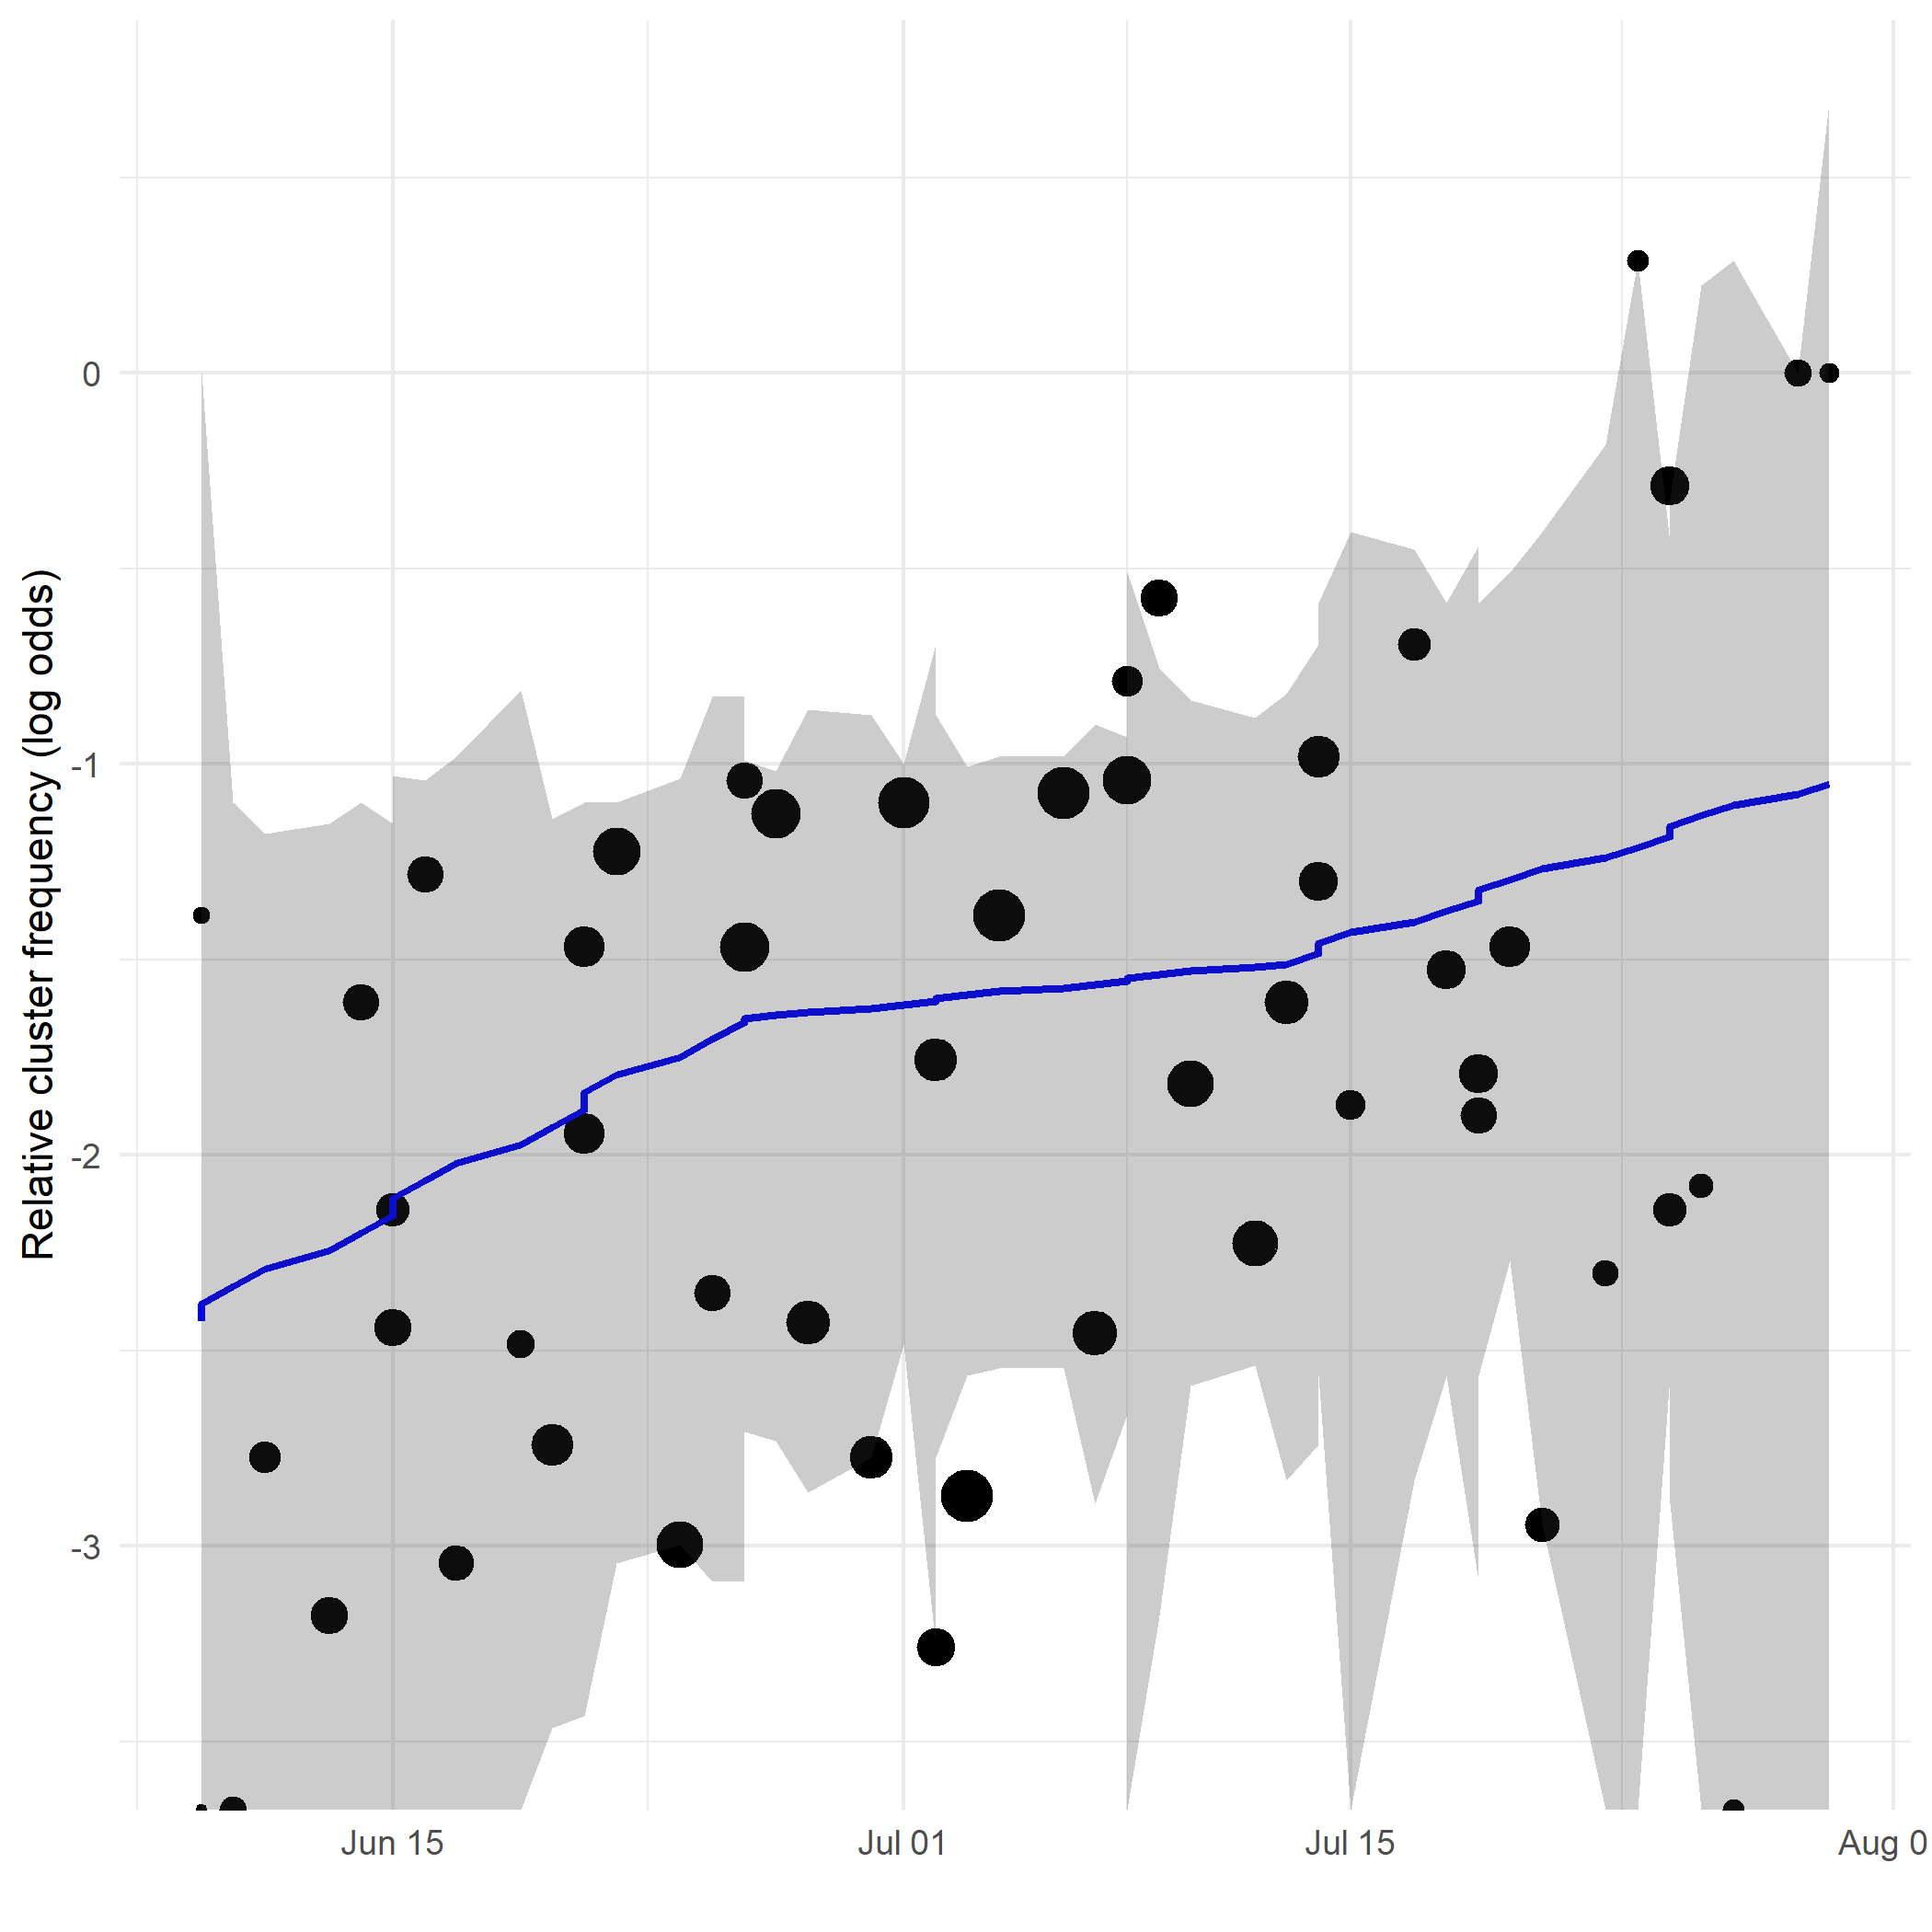 Relative cluster frequency (log odds)
0
-1
-2
-3
Jun 15
Jul 01
Jul 15
Aug 0